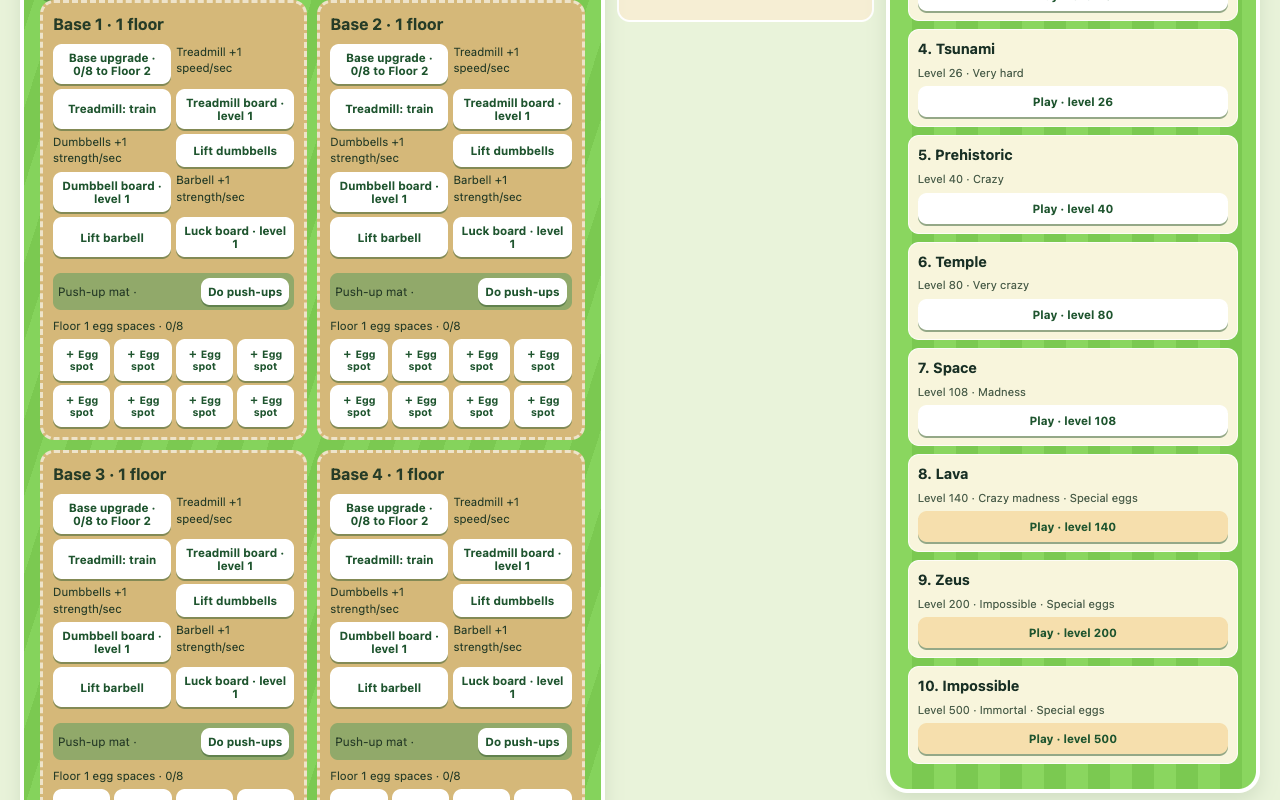 Base 1 · 1 floor
Base upgrade ·
0/8 to Floor 2
Treadmill +1
speed/sec
Treadmill: train
Treadmill board ·
level 1
Dumbbells +1
strength/sec
Lift dumbbells
Dumbbell board ·
level 1
Barbell +1
strength/sec
Lift barbell
Luck board · level
1
Push-up mat ·
Do push-ups
Floor 1 egg spaces · 0/8
+ Egg
spot
+ Egg
spot
+ Egg
spot
+ Egg
spot
+ Egg
spot
+ Egg
spot
+ Egg
spot
+ Egg
spot
Base 2 · 1 floor
Base upgrade ·
0/8 to Floor 2
Treadmill +1
speed/sec
Treadmill: train
Treadmill board ·
level 1
Dumbbells +1
strength/sec
Lift dumbbells
Dumbbell board ·
level 1
Barbell +1
strength/sec
Lift barbell
Luck board · level
1
Push-up mat ·
Do push-ups
Floor 1 egg spaces · 0/8
+ Egg
spot
+ Egg
spot
+ Egg
spot
+ Egg
spot
+ Egg
spot
+ Egg
spot
+ Egg
spot
+ Egg
spot
Base 3 · 1 floor
Base upgrade ·
0/8 to Floor 2
Treadmill +1
speed/sec
Treadmill: train
Treadmill board ·
level 1
Dumbbells +1
strength/sec
Lift dumbbells
Dumbbell board ·
level 1
Barbell +1
strength/sec
Lift barbell
Luck board · level
1
Push-up mat ·
Do push-ups
Floor 1 egg spaces · 0/8
Base 4 · 1 floor
Base upgrade ·
0/8 to Floor 2
Treadmill +1
speed/sec
Treadmill: train
Treadmill board ·
level 1
Dumbbells +1
strength/sec
Lift dumbbells
Dumbbell board ·
level 1
Barbell +1
strength/sec
Lift barbell
Luck board · level
1
Push-up mat ·
Do push-ups
Floor 1 egg spaces · 0/8
4. Tsunami
Level 26 · Very hard
Play · level 26
5. Prehistoric
Level 40 · Crazy
Play · level 40
6. Temple
Level 80 · Very crazy
Play · level 80
7. Space
Level 108 · Madness
Play · level 108
8. Lava
Level 140 · Crazy madness · Special eggs
Play · level 140
9. Zeus
Level 200 · Impossible · Special eggs
Play · level 200
10. Impossible
Level 500 · Immortal · Special eggs
Play · level 500